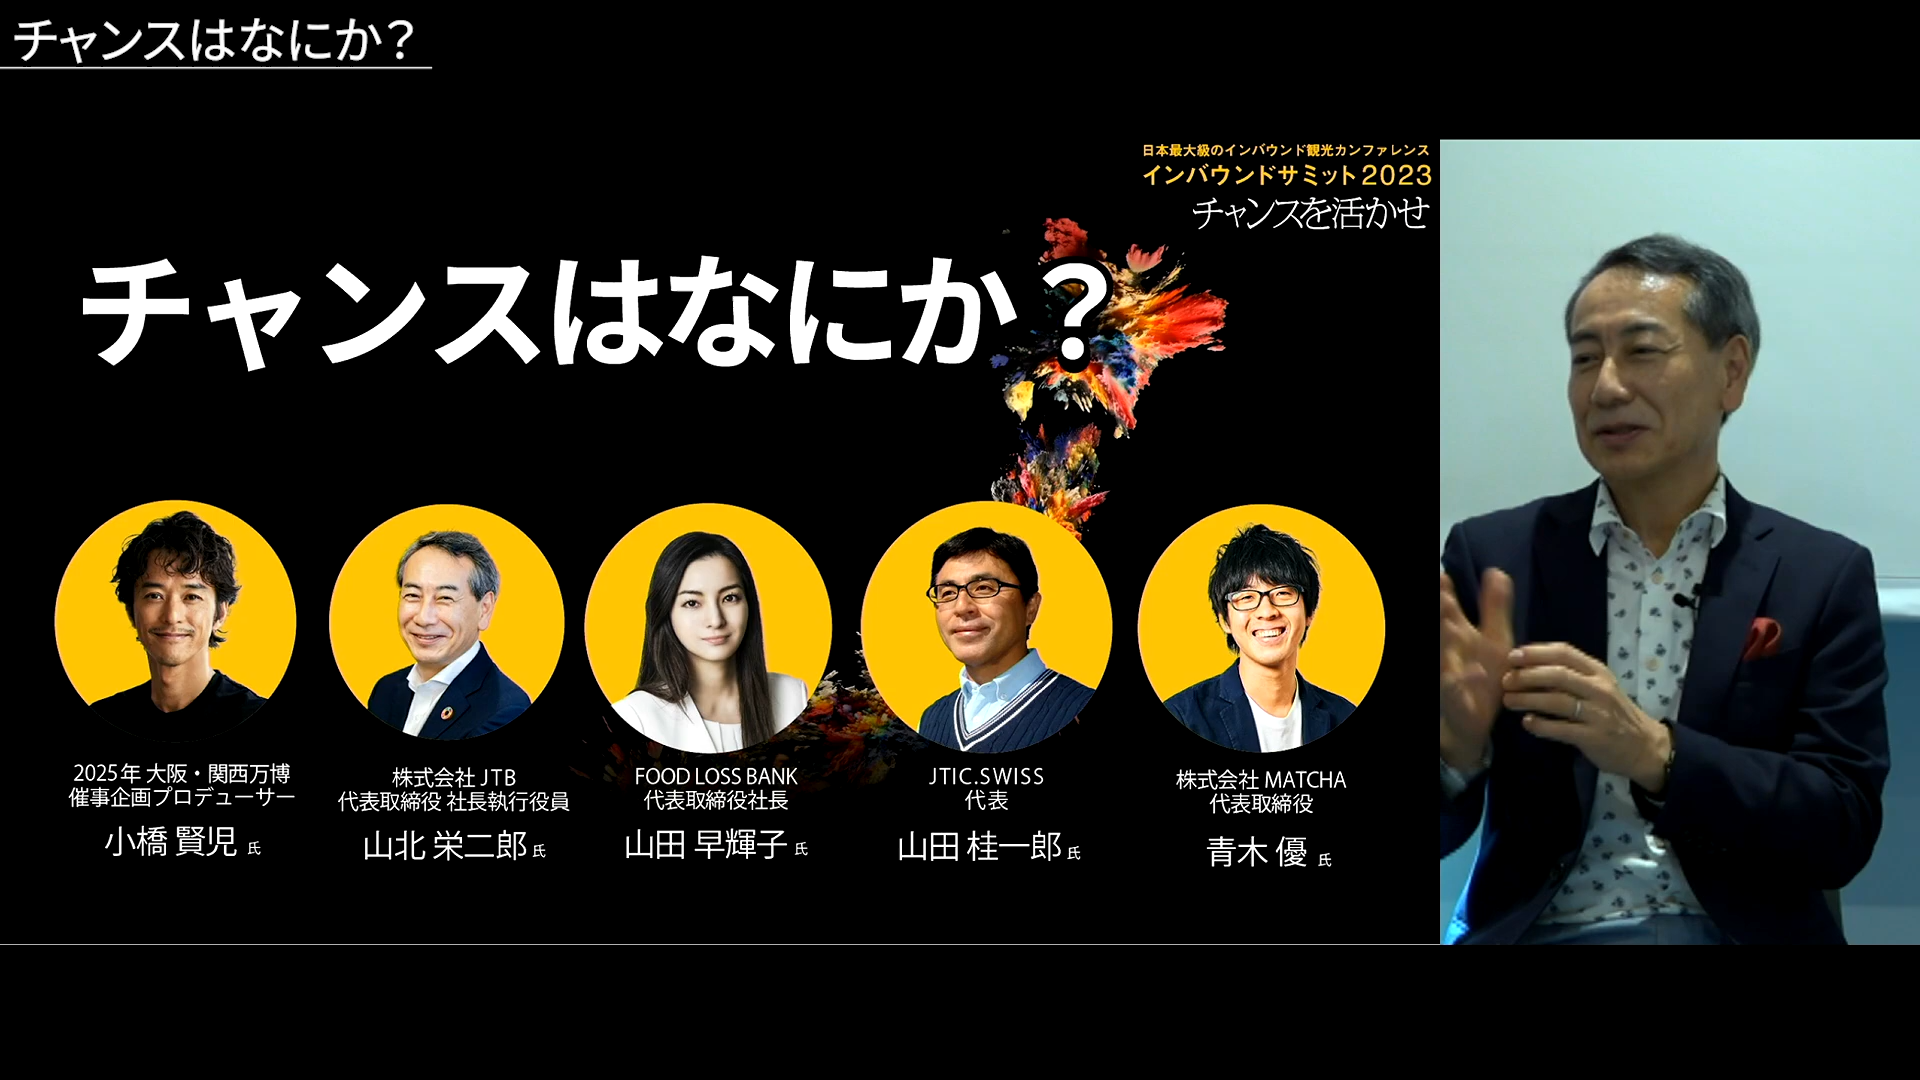 チャンスはなにか?
日本最大級のインバウンド観光カンファレンス
インバウンドサミット2023
チャンスを活かせ
チャンスはなにか?
2025年 大阪・関西万博
催事企画プロデューサー
小橋 賢児 氏
株式会社 JTB
代表取締役 社長執行役員
山北 栄二郎 氏
FOOD LOSS BANK
代表取締役社長
山田 早輝子 氏
JTIC.SWISS
代表
山田 桂一郎 氏
株式会社 MATCHA
代表取締役
青木 優 氏